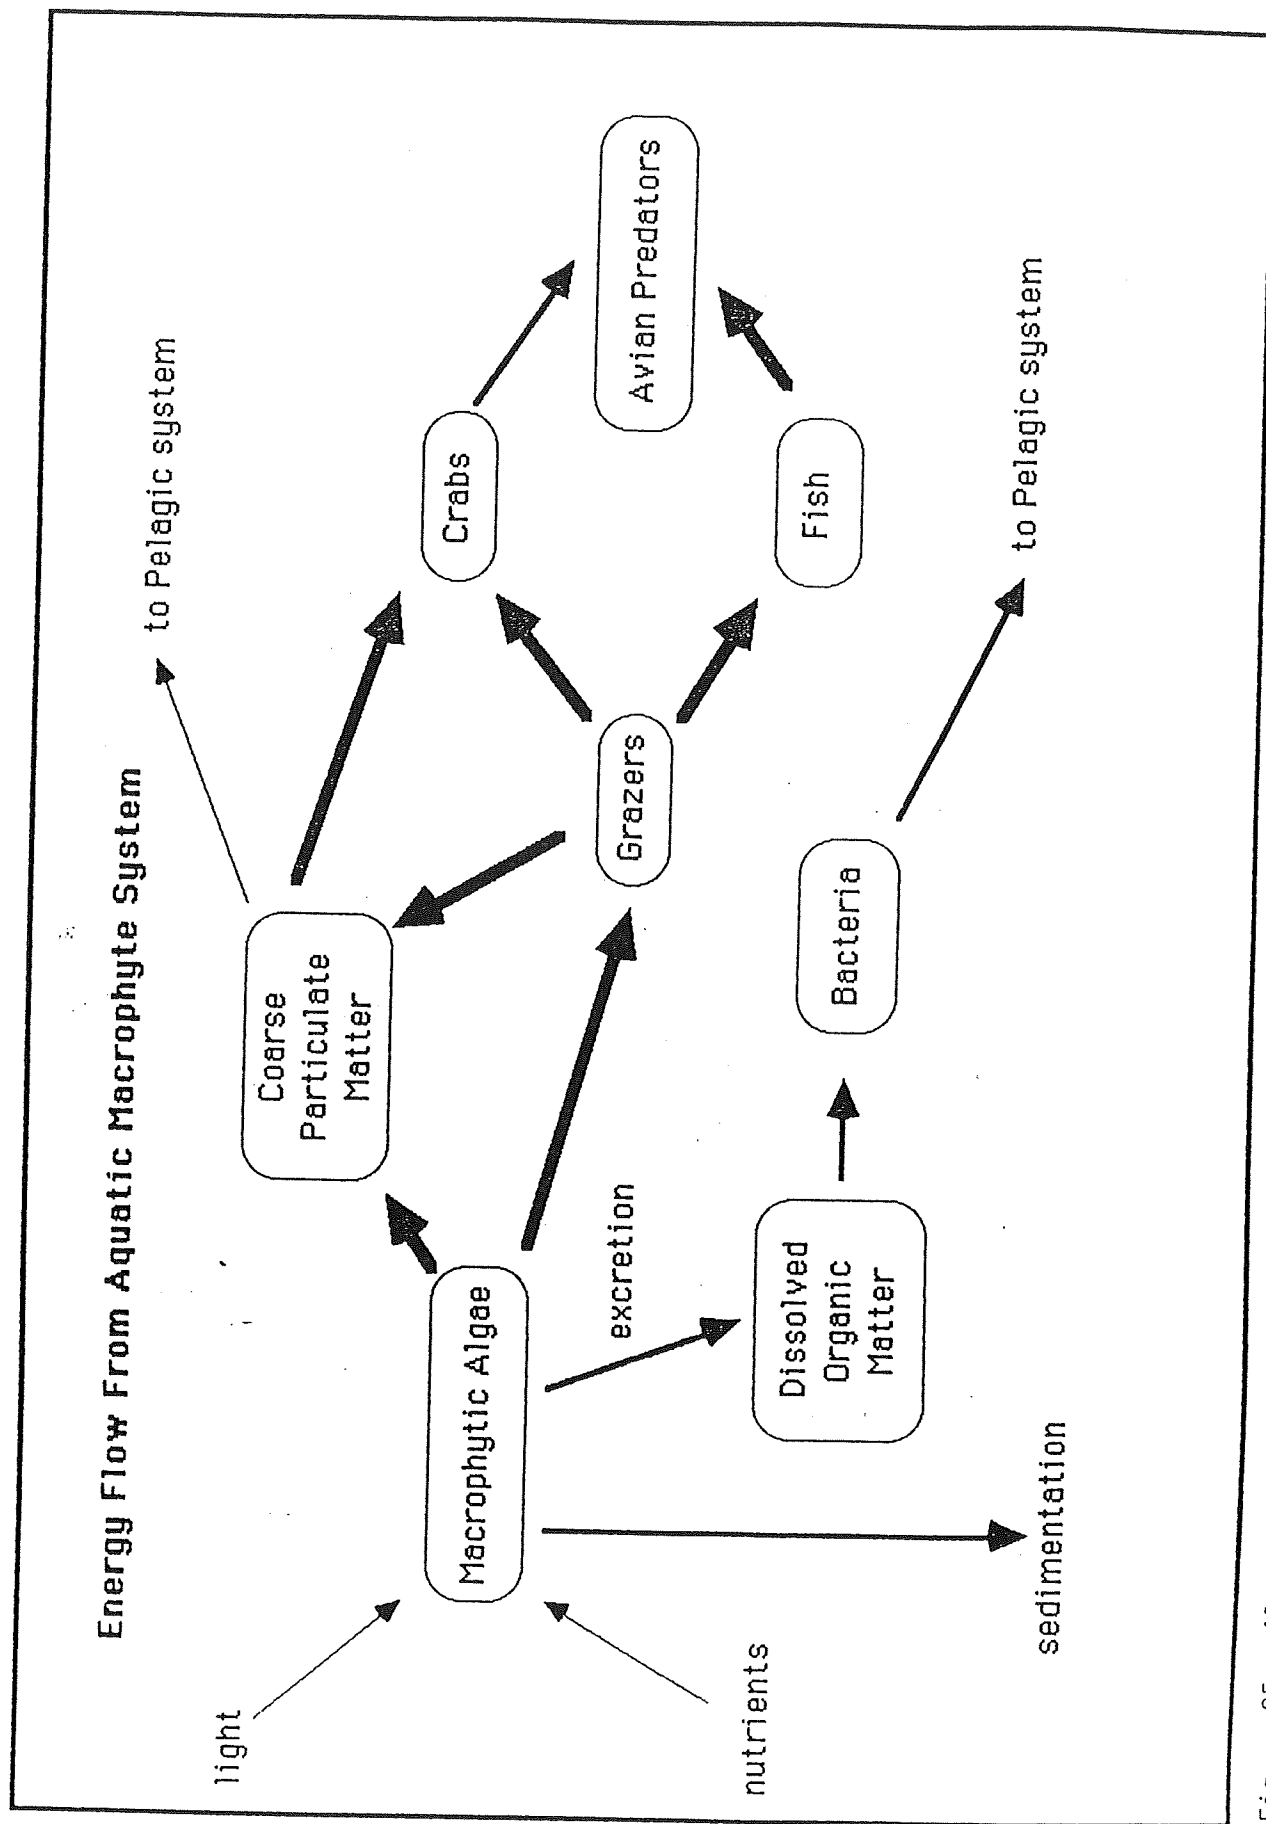 Energy Flow From Aquatic Macrophyte System
light
nutrients
Macrophytic Algae
sedimentation
excretion
Coarse
Particulate
Matter
Dissolved
Organic
Matter
Grazers
Bacteria
to Pelagic system
Crabs
Fish
Avian Predators
to Pelagic system